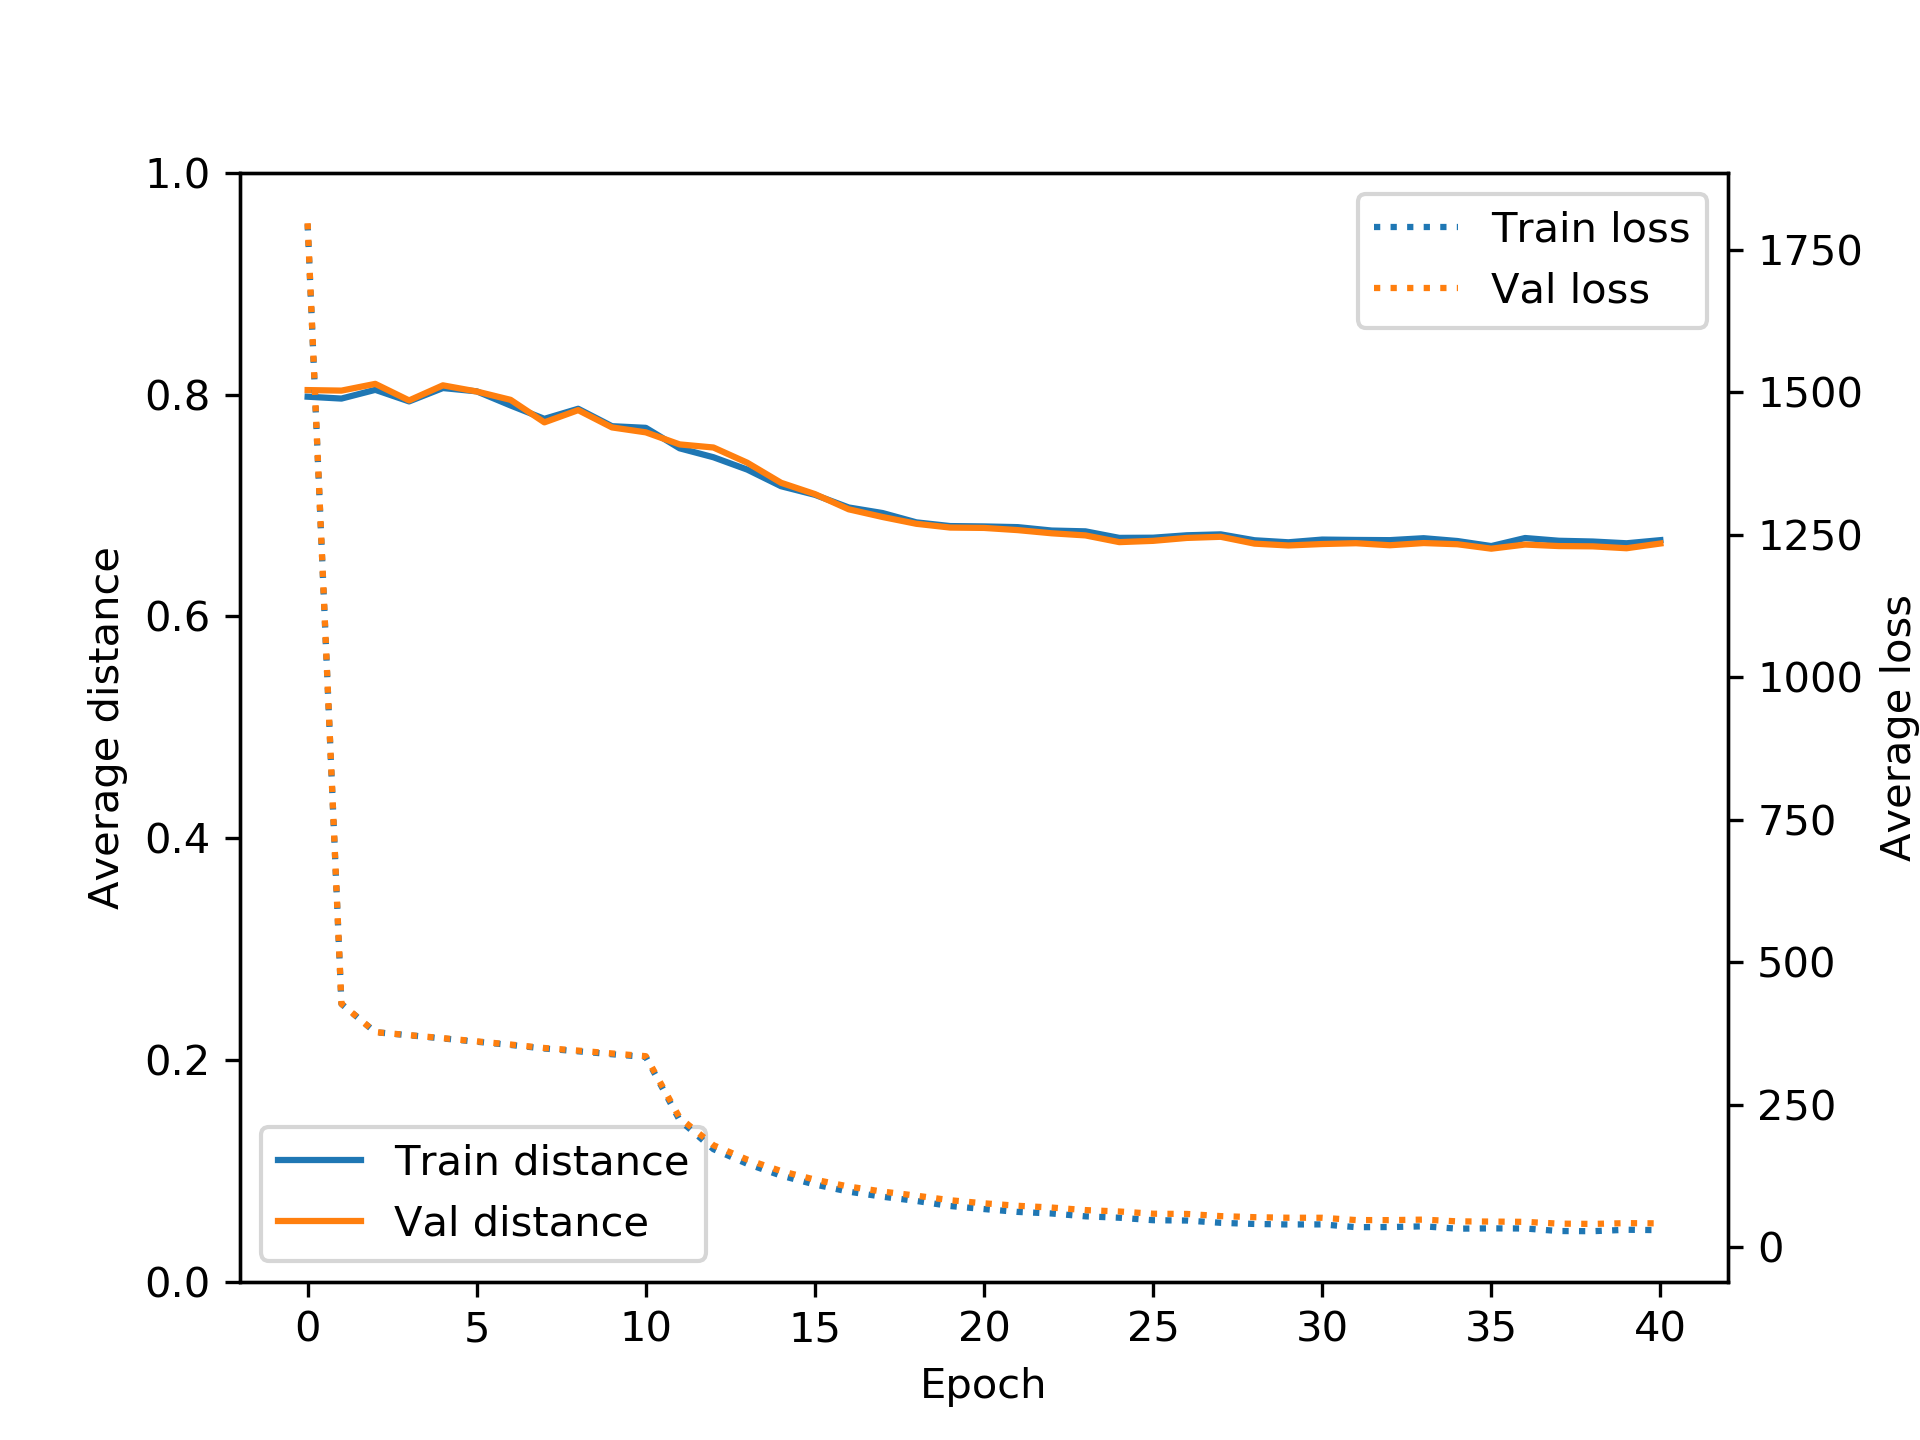 1.0
0.8
0.6
0.4
0.2
0.0
Average distance
Train loss
Val loss
1750
1500
1250
1000
750
500
250
0
Average loss
Train distance
Val distance
0 5 10 15 20 25 30 35 40
Epoch